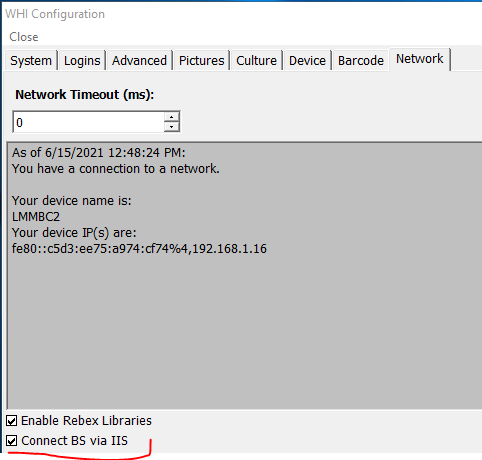 WHI Configuration
Close
System Logins Advanced Pictures Culture Device Barcode Network
Network Timeout (ms):
0
As of 6/15/2021 12:48:24 PM:
You have a connection to a network.
Your device name is:
LMMBC2
Your device IP(s) are:
fe80::c5d3:ee75:a974:cf74%4,192.168.1.16
Enable Rebex Libraries
Connect BS via IIS